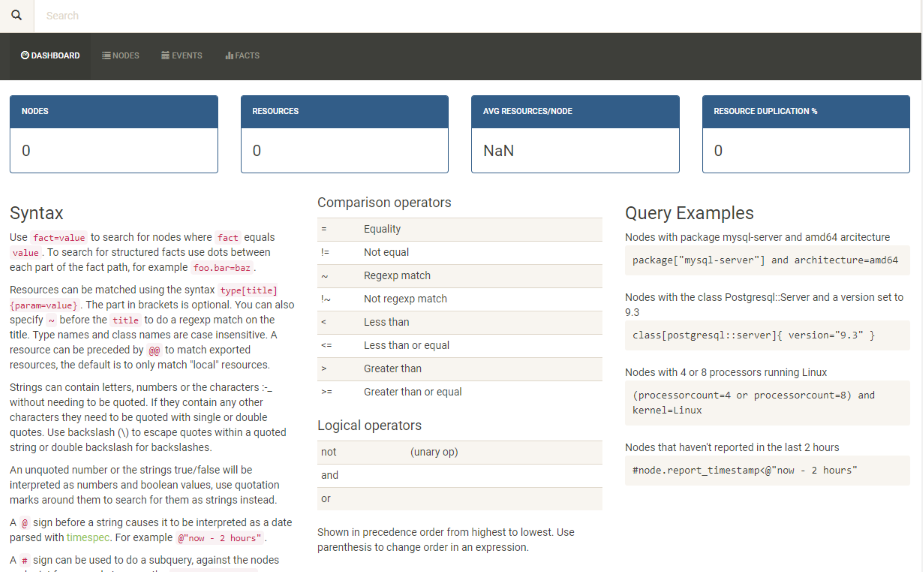 Search
DASHBOARD NODES EVENTS FACTS
NODES
0
RESOURCES
0
AVG RESOURCES/NODE
NaN
RESOURCE DUPLICATION %
0
Syntax
Use fact=value to search for nodes where fact equals
value . To search for structured facts use dots between
each part of the fact path, for example foo.bar=baz .
Resources can be matched using the syntax type[title]
{param=value} . The part in brackets is optional. You can also
specify ~ before the title to do a regexp match on the
title. Type names and class names are case insensitive. A
resource can be preceded by @@ to match exported
resources, the default is to only match "local" resources.
Strings can contain letters, numbers or the characters :-_
without needing to be quoted. If they contain any other
characters they need to be quoted with single or double
quotes. Use backslash (\) to escape quotes within a quoted
string or double backslash for backslashes.
An unquoted number or the strings true/false will be
interpreted as numbers and boolean values, use quotation
marks around them to search for them as strings instead.
A @ sign before a string causes it to be interpreted as a date
parsed with timespec. For example @"now - 2 hours" .
A # sign can be used to do a subquery, against the nodes
Comparison operators
= Equality
!= Not equal
~ Regexp match
!~ Not regexp match
< Less than
<= Less than or equal
> Greater than
>= Greater than or equal
Logical operators
not (unary op)
and
or
Shown in precedence order from highest to lowest. Use
parenthesis to change order in an expression.
Query Examples
Nodes with package mysql-server and amd64 arcitecture
package["mysql-server"] and architecture=amd64
Nodes with the class Postgresql::Server and a version set to
9.3
class[postgresql::server]{ version="9.3" }
Nodes with 4 or 8 processors running Linux
(processorcount=4 or processorcount=8) and
kernel=Linux
Nodes that haven't reported in the last 2 hours
#node.report_timestamp<@"now - 2 hours"